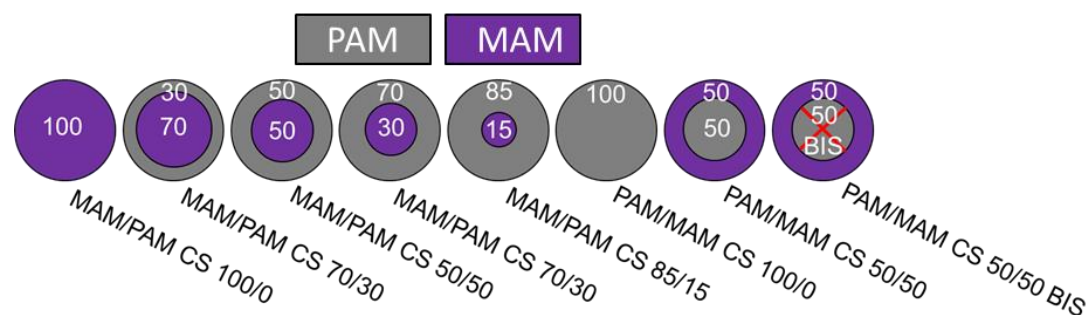 PAM
MAM
100
30
70
50
50
70
30
85
15
100
50
50
50
50
BIS
MAM/PAM CS 100/0
MAM/PAM CS 70/30
MAM/PAM CS 50/50
MAM/PAM CS 70/30
MAM/PAM CS 85/15
PAM/MAM CS 100/0
PAM/MAM CS 50/50
PAM/MAM CS 50/50 BIS